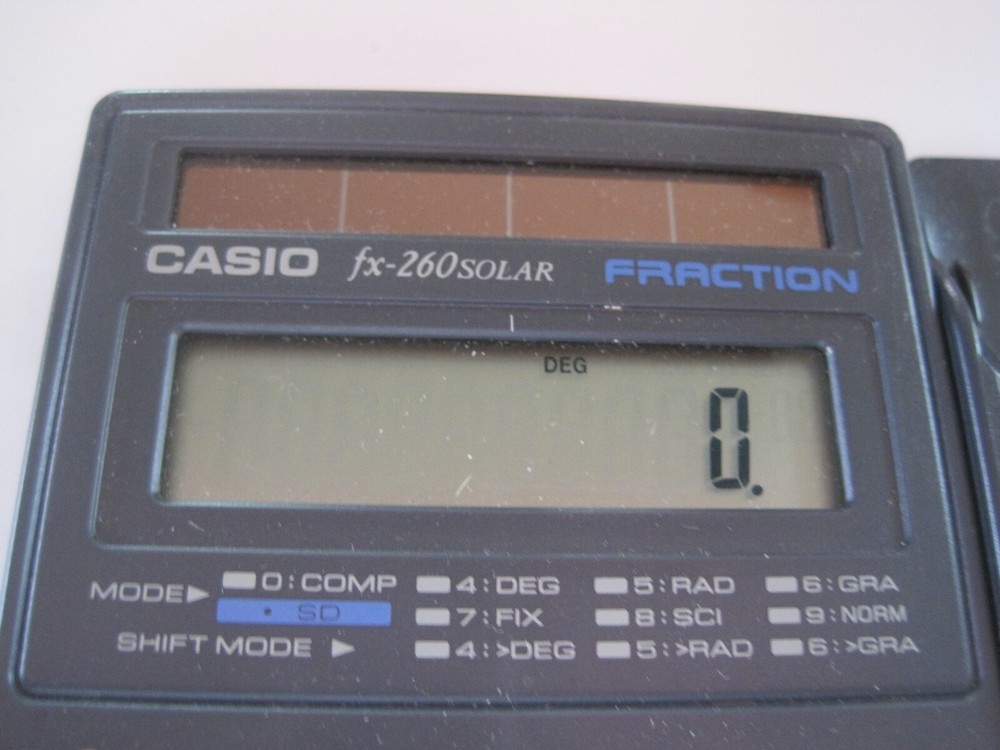 CASIO fx-260SOLAR FRACTION
DEG
0.
MODE▶ 0:COMP 4:DEG 5:RAD 6:GRA
• SD 7:FIX 8:SCI 9:NORM
SHIFT MODE ▶ 4:>DEG 5:>RAD 6:>GRA